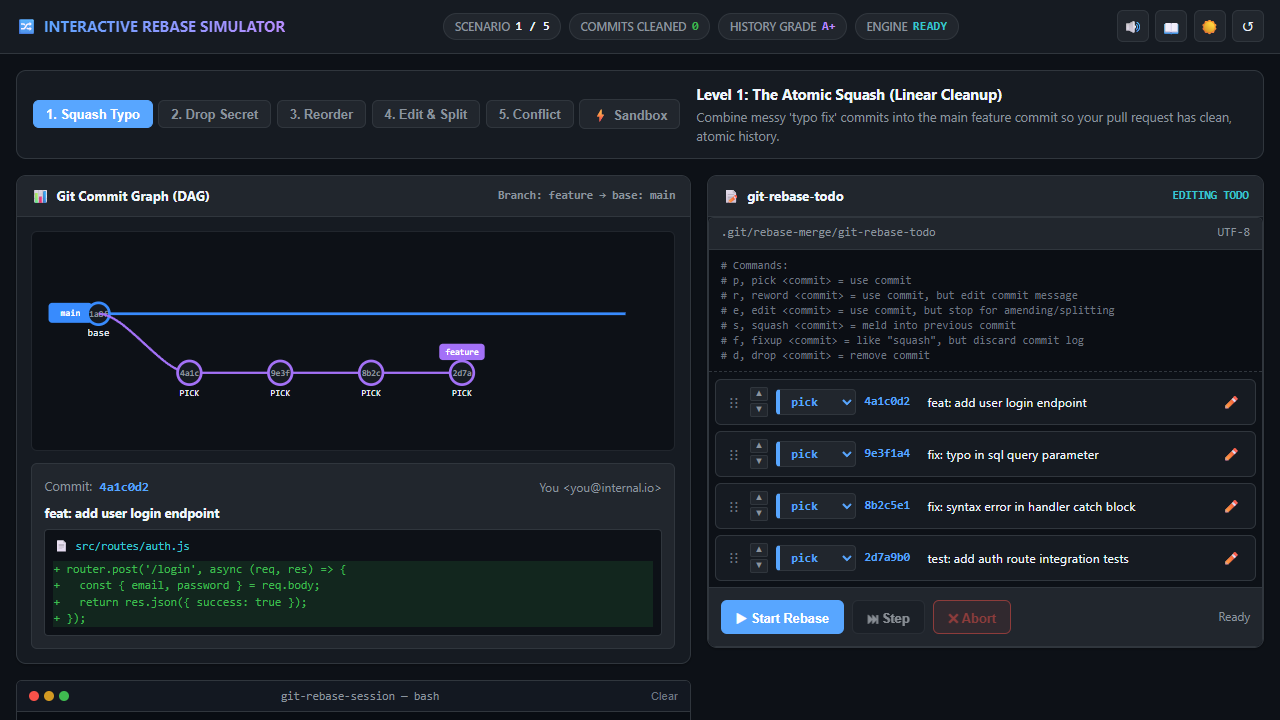 INTERACTIVE REBASE SIMULATOR
SCENARIO 1 / 5
COMMITS CLEANED 0
HISTORY GRADE A+
ENGINE READY
1. Squash Typo
2. Drop Secret
3. Reorder
4. Edit & Split
5. Conflict
Sandbox
Level 1: The Atomic Squash (Linear Cleanup)
Combine messy 'typo fix' commits into the main feature commit so your pull request has clean,
atomic history.
Git Commit Graph (DAG)
Branch: feature → base: main
main
base
feature
4a1c
9e3f
8b2c
2d7a
PICK
PICK
PICK
PICK
Commit: 4a1c0d2
You <you@internal.io>
feat: add user login endpoint
src/routes/auth.js
+ router.post('/login', async (req, res) => {
+   const { email, password } = req.body;
+   return res.json({ success: true });
+ });
git-rebase-session — bash
Clear
git-rebase-todo
EDITING TODO
.git/rebase-merge/git-rebase-todo
UTF-8
# Commands:
# p, pick <commit> = use commit
# r, reword <commit> = use commit, but edit commit message
# e, edit <commit> = use commit, but stop for amending/splitting
# s, squash <commit> = meld into previous commit
# f, fixup <commit> = like "squash", but discard commit log
# d, drop <commit> = remove commit
pick 4a1c0d2 feat: add user login endpoint
pick 9e3f1a4 fix: typo in sql query parameter
pick 8b2c5e1 fix: syntax error in handler catch block
pick 2d7a9b0 test: add auth route integration tests
Start Rebase
Step
Abort
Ready